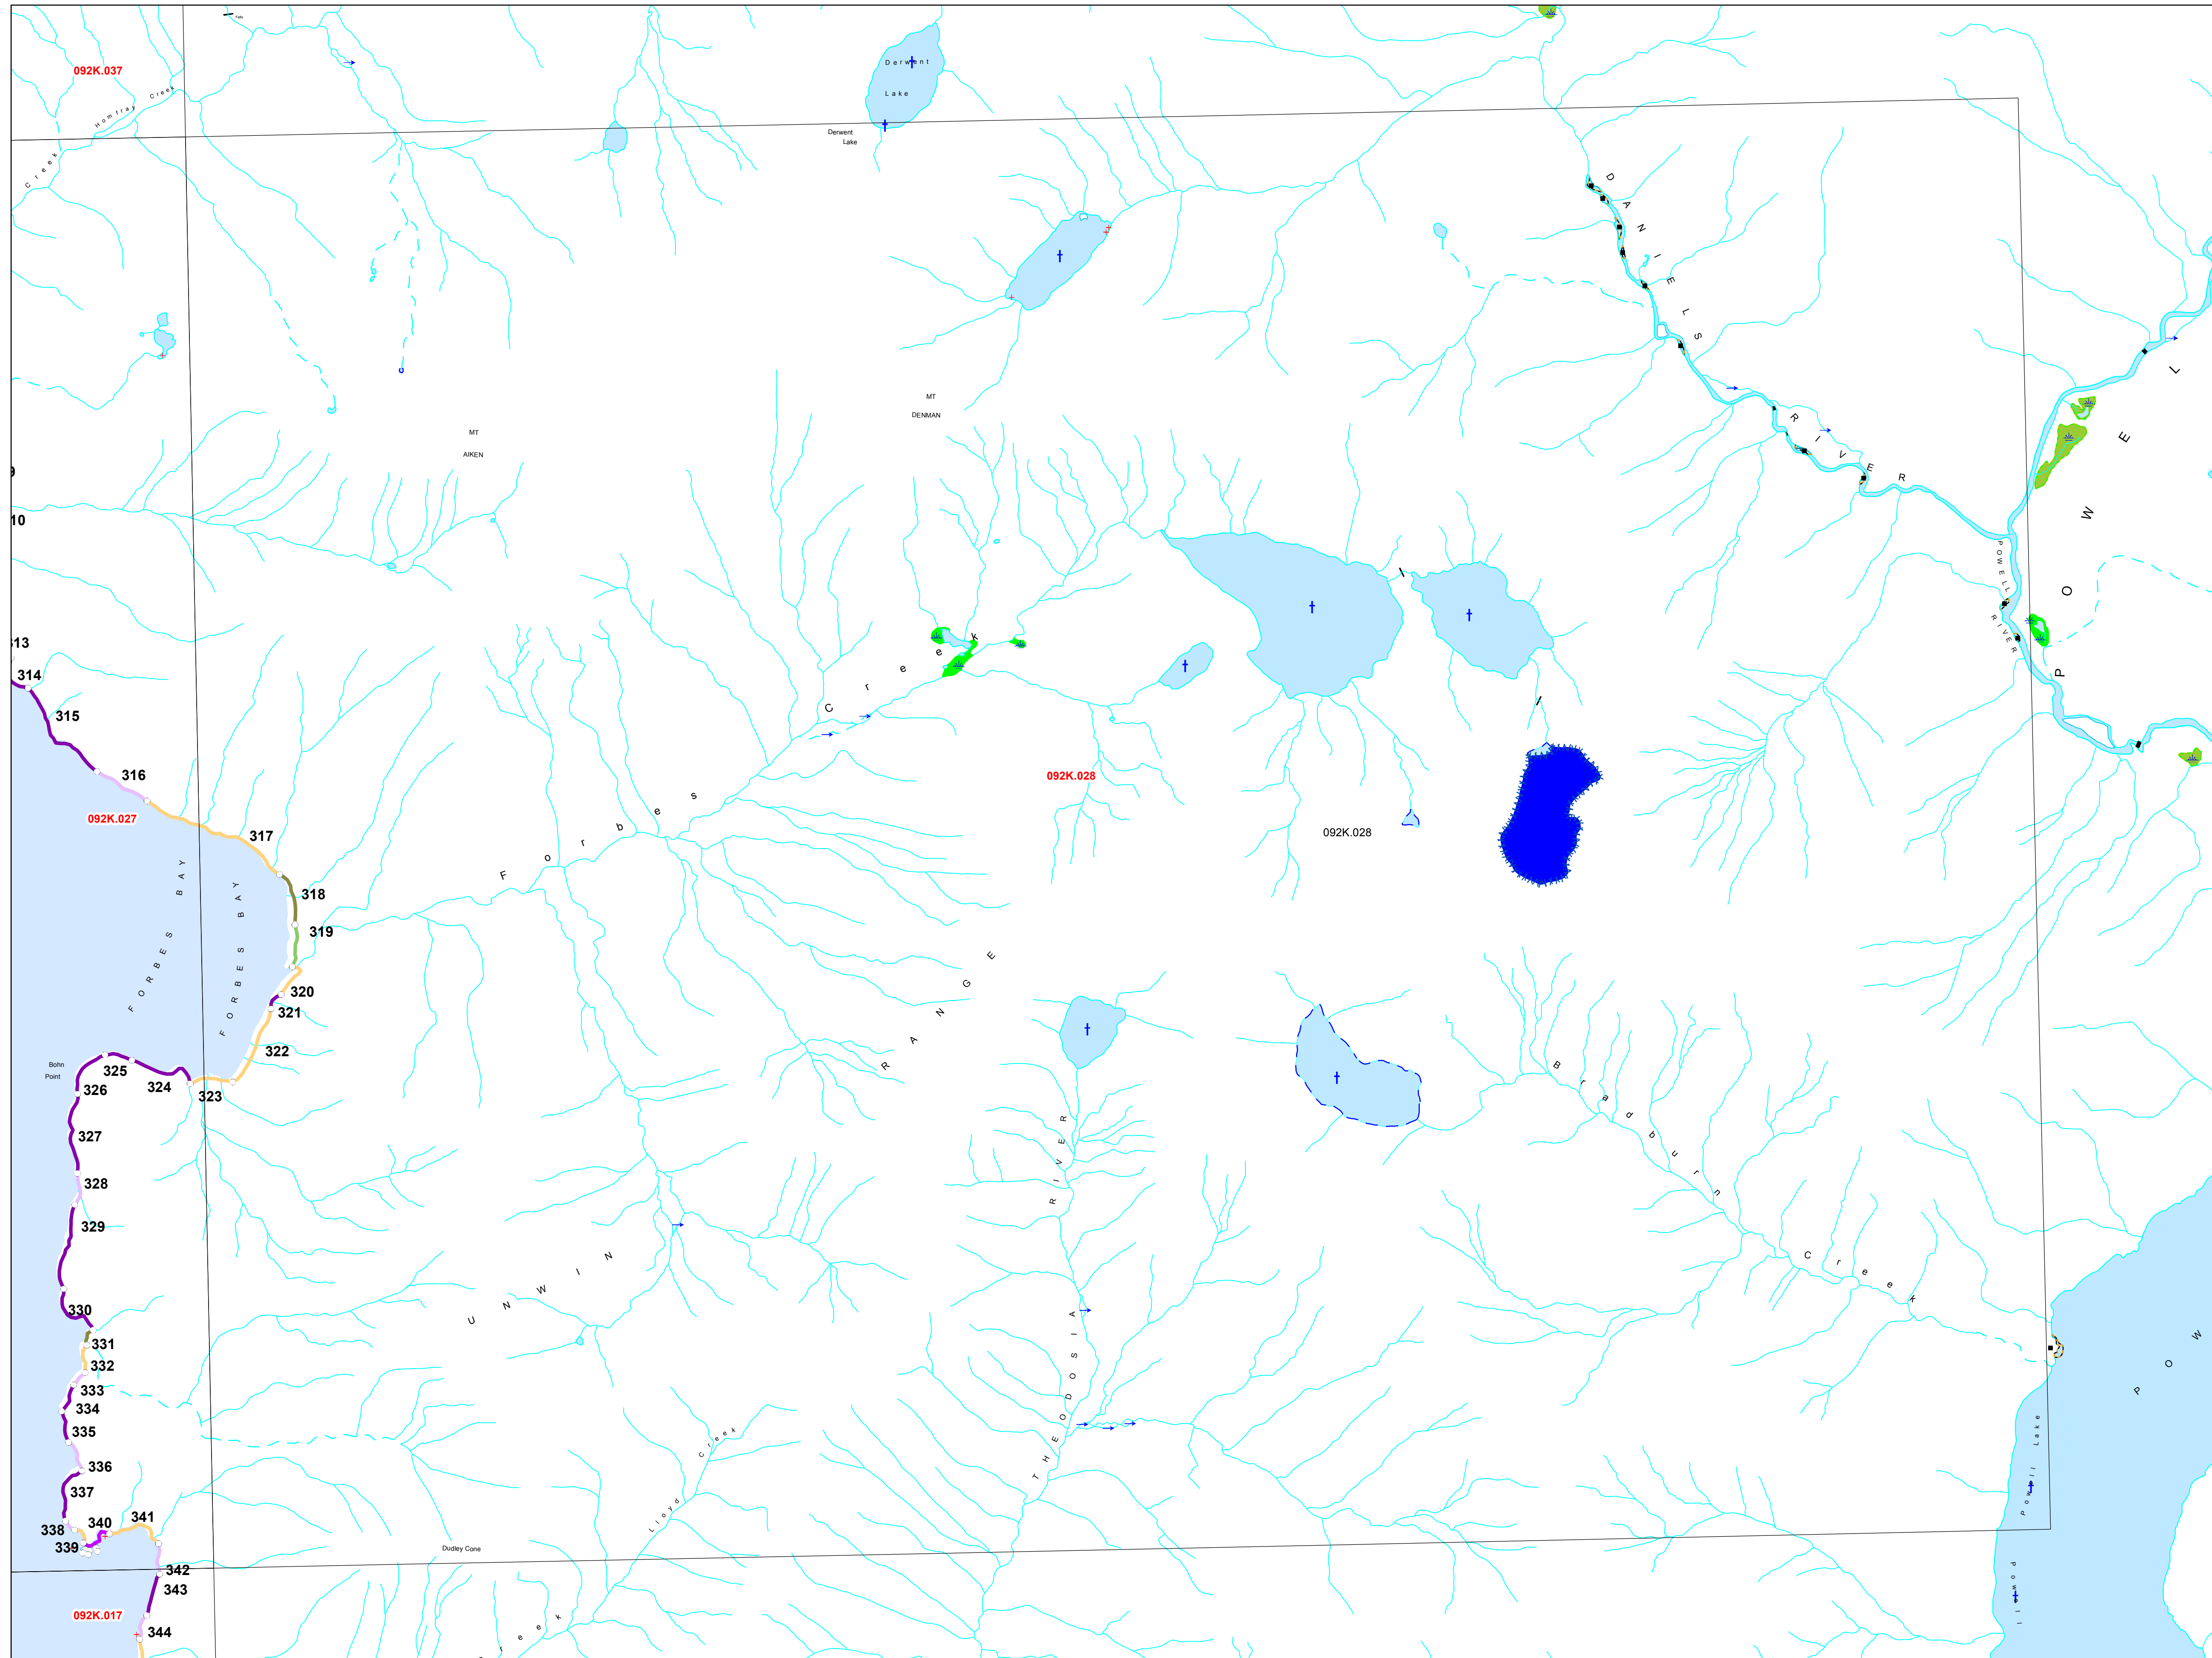 Falls
092K.037
Homfray Creek
Creek
Derwent
Lake
Derwent
Lake
DANIELS RIVER
MT
DENMAN
MT
AIKEN
POWELL
POWELL RIVER
9
10
313
314
315
316
092K.027
317
318
319
320
321
322
323
324
325
326
327
328
329
330
331
332
333
334
335
336
337
338
339
340
341
342
343
344
092K.017
FORBES BAY
FORBES BAY
Bohn
Point
Forbes Creek
092K.028
092K.028
UNWIN RANGE
THEODOSIA RIVER
Bradburn Creek
Lloyd Creek
Dudley Cone
reek
POW
Powell Lake
Powell